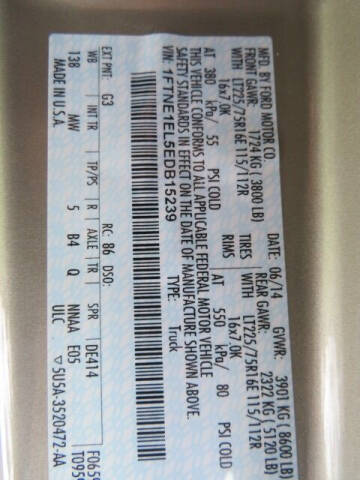 MFD. BY FORD MOTOR CO.
DATE: 06/14 GVWR: 3901 KG ( 8600 LB)
FRONT GAWR: 1724 KG ( 3800 LB) REAR GAWR: 2322 KG ( 5120 LB)
WITH LT225/75R16E 115/112R TIRES WITH LT225/75R16E 115/112R
16x7.0K RIMS 16x7.0K
AT 380 kPa/ 55 PSI COLD AT 550 kPa/ 80 PSI COLD
THIS VEHICLE CONFORMS TO ALL APPLICABLE FEDERAL MOTOR VEHICLE
SAFETY STANDARDS IN EFFECT ON THE DATE OF MANUFACTURE SHOWN ABOVE.
VIN: 1FTNE1EL5EDB15239 TYPE: Truck
EXT PNT: G3 RC: 86 DSO: F065
WB INT TR TP/PS R AXLE TR SPR DE414 T095
138 MW 5 B4 Q NNAA E05
MADE IN U.S.A. ULC ▽5U5A-3520472-AA